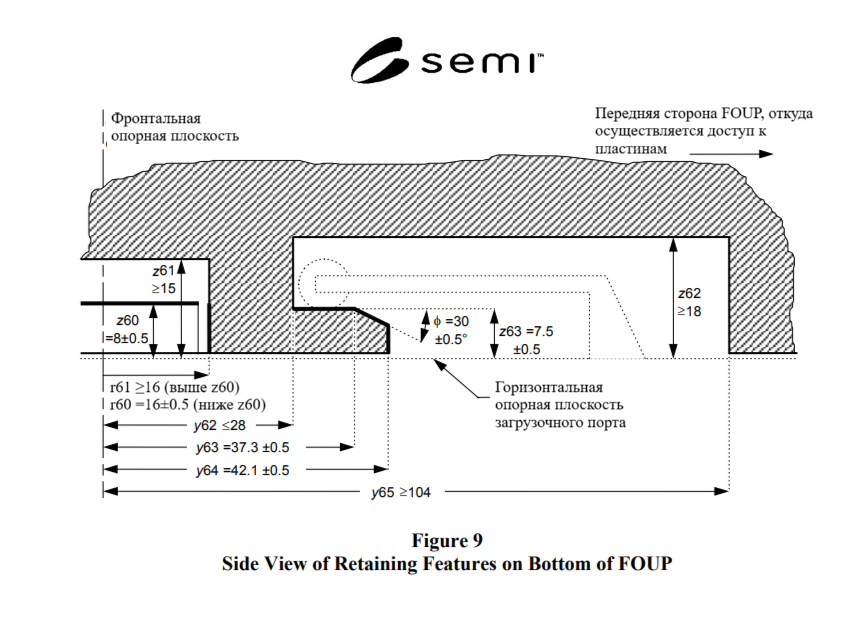 semi™
Фронтальная
опорная плоскость
Передняя сторона FOUP, откуда
осуществляется доступ к
пластинам
z61
≥15
z60
=8±0.5
z62
≥18
ϕ =30
±0.5°
z63 =7.5
±0.5
r61 ≥16 (выше z60)
r60 =16±0.5 (ниже z60)
Горизонтальная
опорная плоскость
загрузочного порта
y62 ≤28
y63 =37.3 ±0.5
y64 =42.1 ±0.5
y65 ≥104
Figure 9
Side View of Retaining Features on Bottom of FOUP